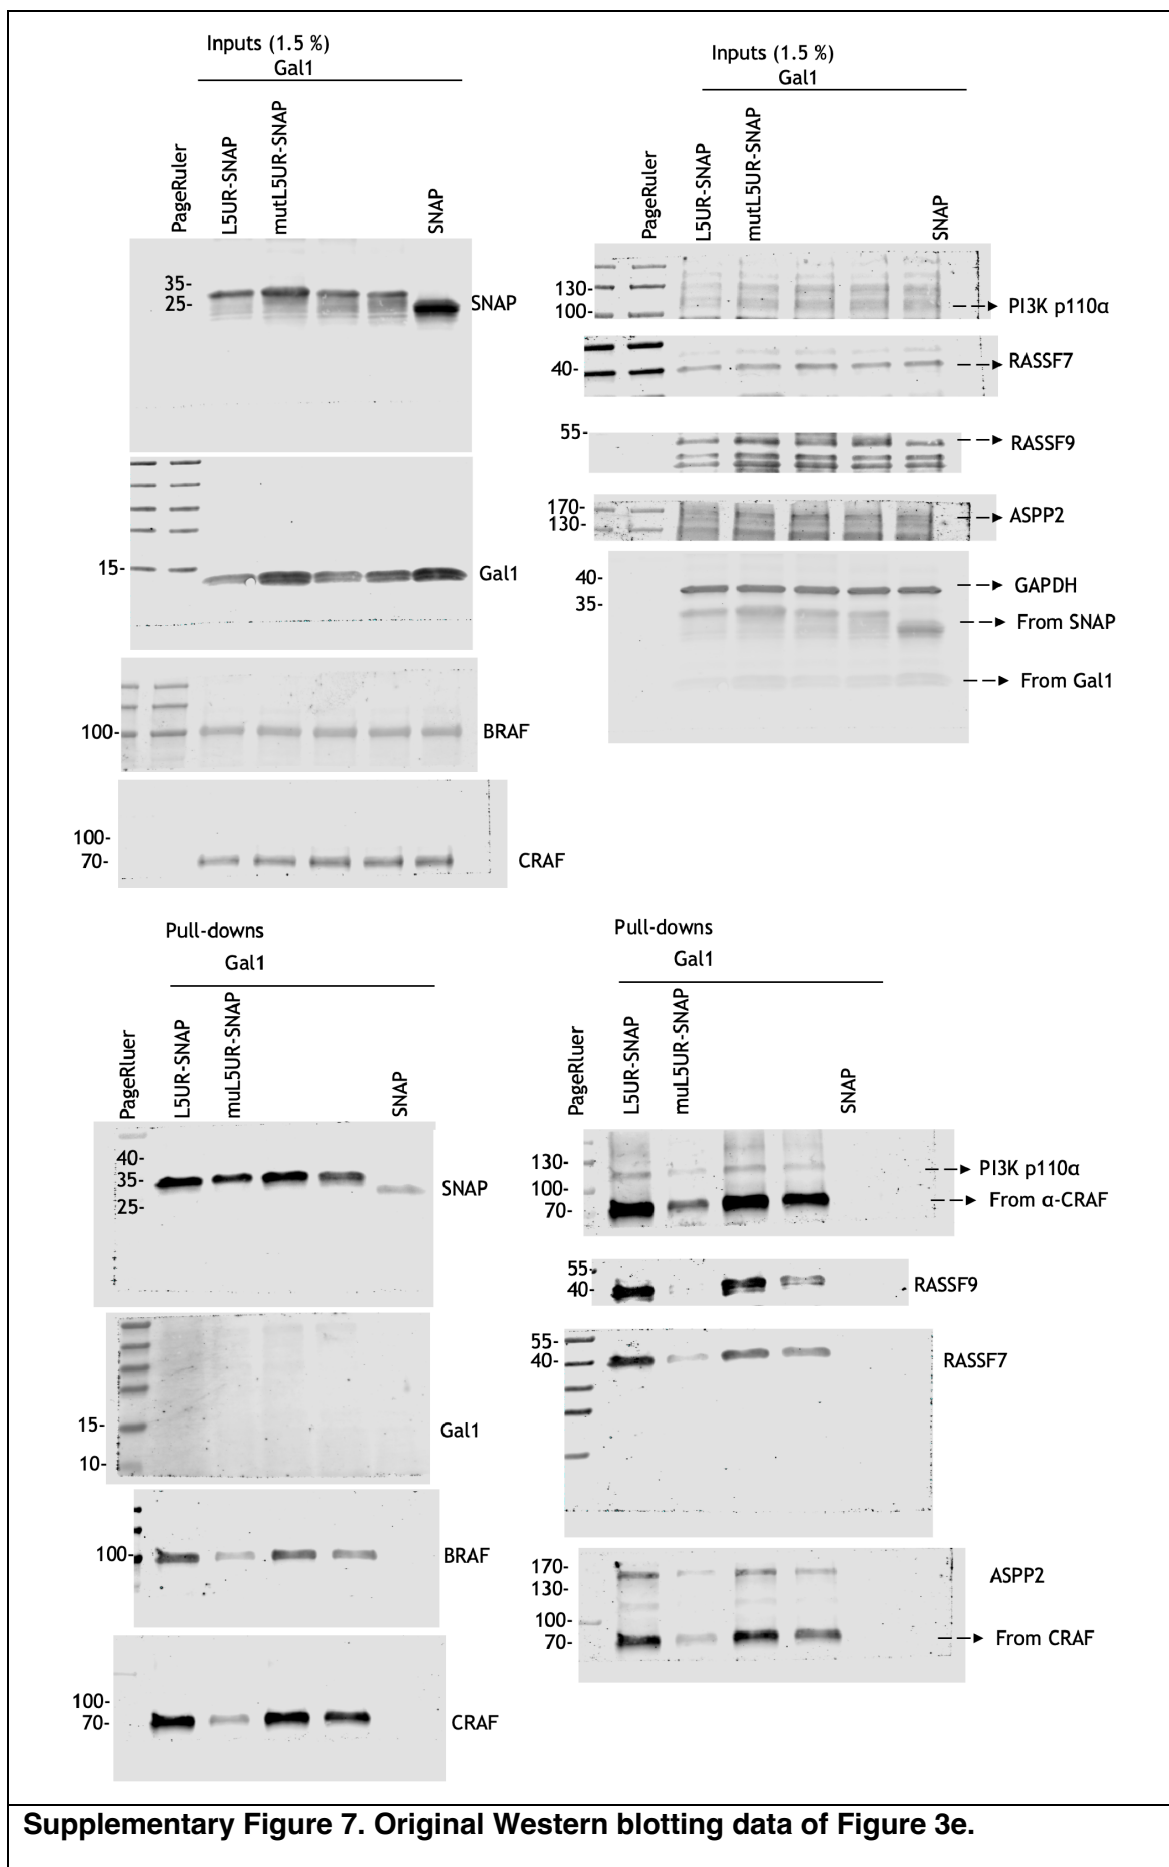 Inputs (1.5 %)
Gal1
PageRuler
L5UR-SNAP
mutL5UR-SNAP
SNAP
35-
25-
SNAP
15-
Gal1
100-
BRAF
100-
70-
CRAF
Inputs (1.5 %)
Gal1
PageRuler
L5UR-SNAP
mutL5UR-SNAP
SNAP
130-
100-
PI3K p110α
40-
RASSF7
55-
RASSF9
170-
130-
ASPP2
40-
35-
GAPDH
From SNAP
From Gal1
Pull-downs
Gal1
PageRluer
L5UR-SNAP
muL5UR-SNAP
SNAP
40-
35-
25-
SNAP
15-
10-
Gal1
100-
BRAF
100-
70-
CRAF
Pull-downs
Gal1
PageRluer
L5UR-SNAP
muL5UR-SNAP
SNAP
130-
100-
70-
PI3K p110α
From α-CRAF
55-
40-
RASSF9
55-
40-
RASSF7
170-
130-
100-
70-
ASPP2
From CRAF
Supplementary Figure 7. Original Western blotting data of Figure 3e.